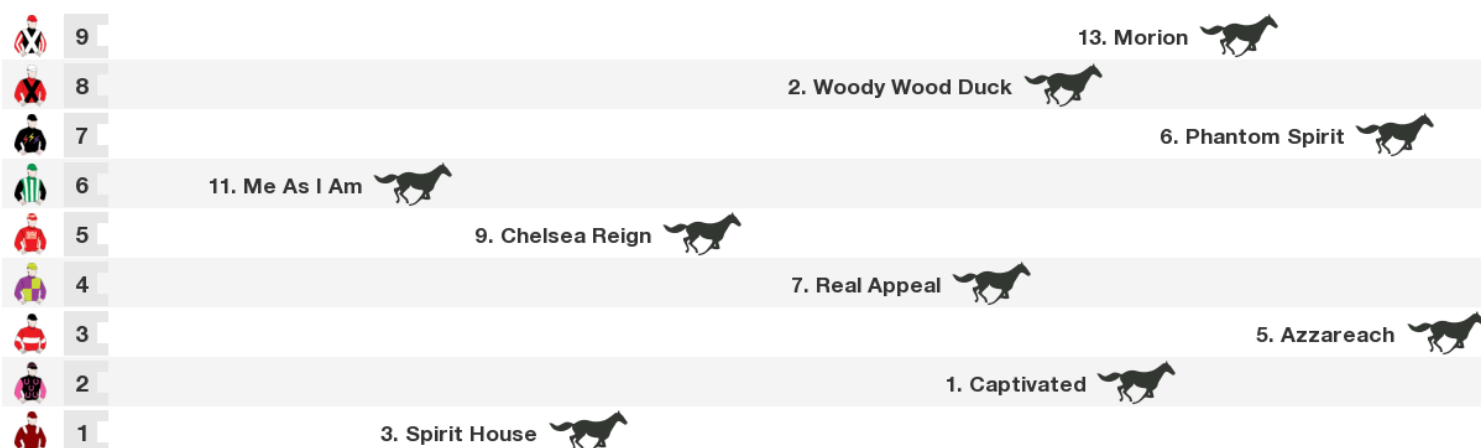 9 13. Morion
8 2. Woody Wood Duck
7 6. Phantom Spirit
6 11. Me As I Am
5 9. Chelsea Reign
4 7. Real Appeal
3 5. Azzareach
2 1. Captivated
1 3. Spirit House